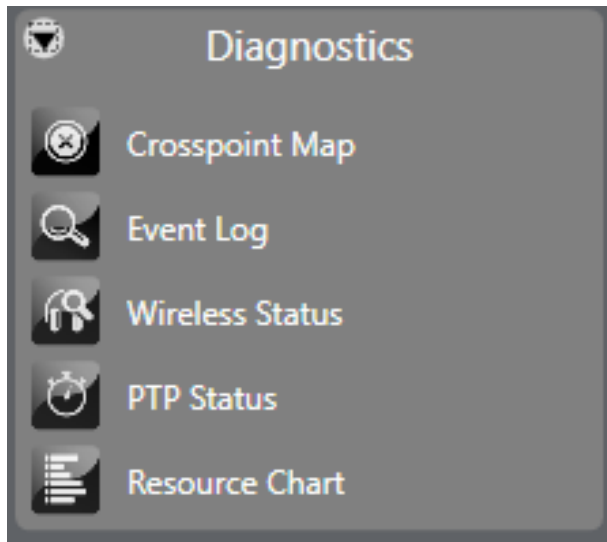 Diagnostics
Crosspoint Map
Event Log
Wireless Status
PTP Status
Resource Chart